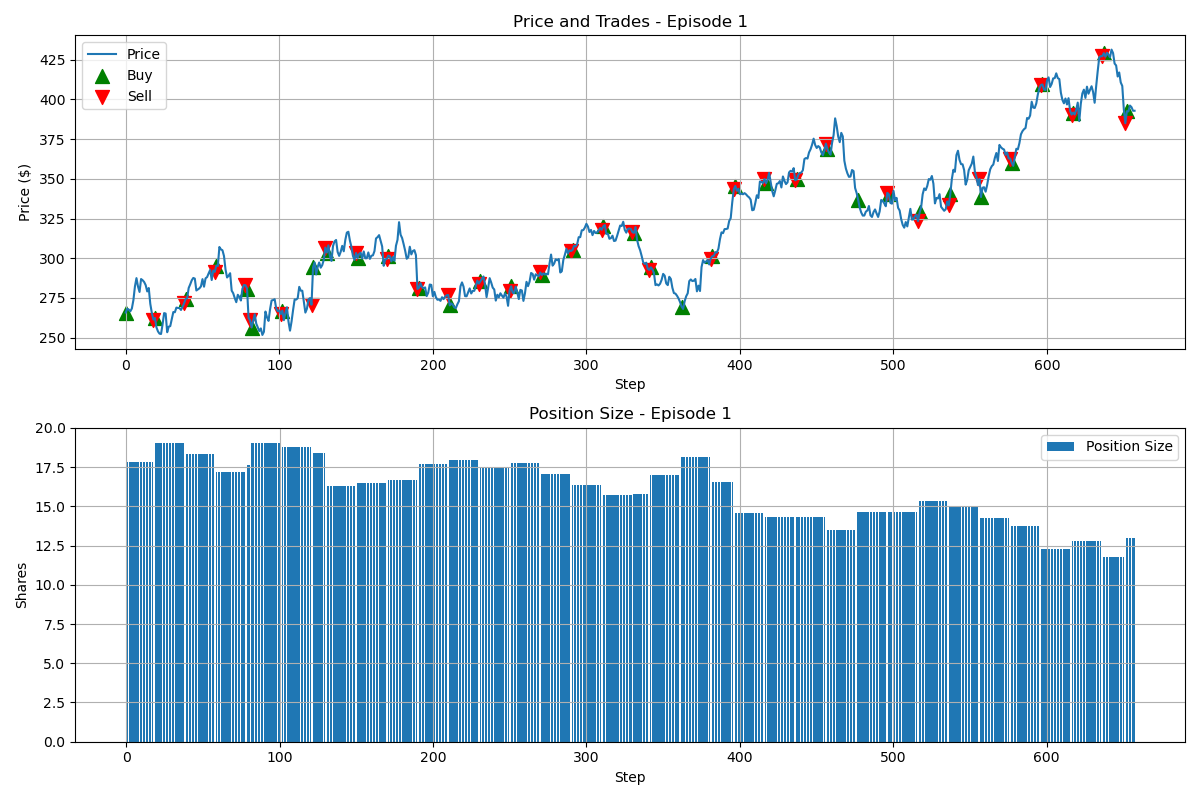 Price and Trades - Episode 1
Price
Buy
Sell
Price ($)
425
400
375
350
325
300
275
250
0 100 200 300 400 500 600
Step
Position Size - Episode 1
Position Size
Shares
20.0
17.5
15.0
12.5
10.0
7.5
5.0
2.5
0.0
0 100 200 300 400 500 600
Step